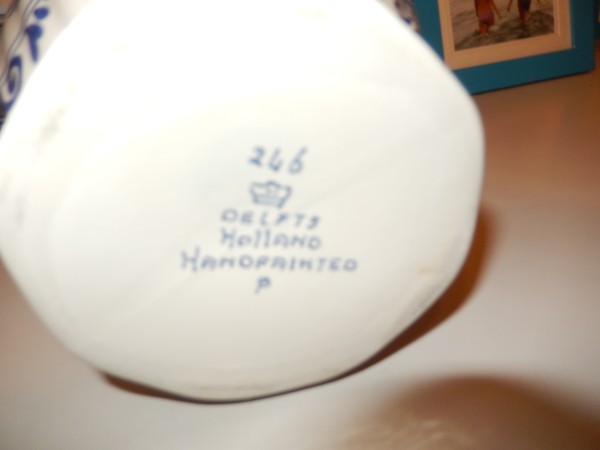 246
DELFTS
HOllAND
HANDPAINTED
P